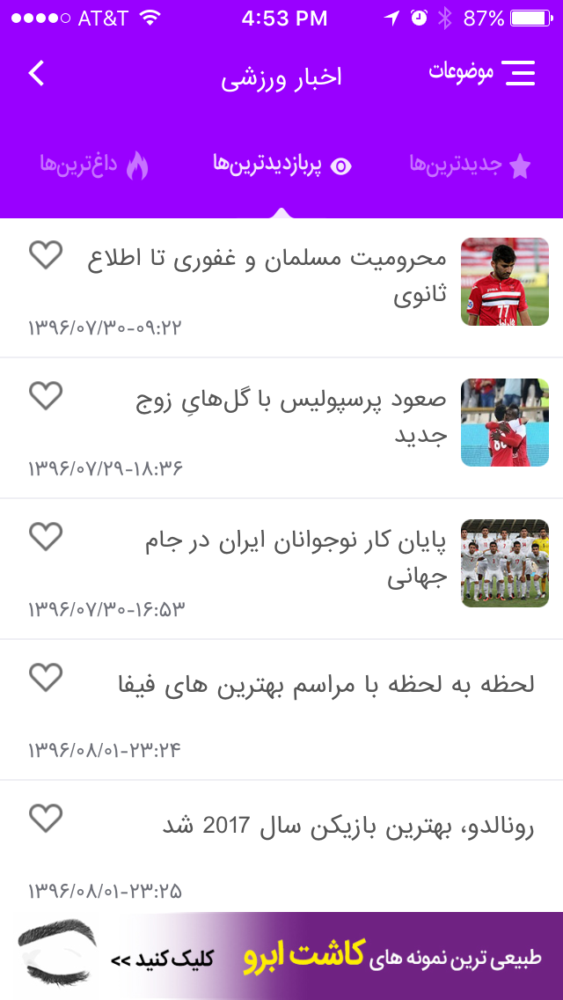 AT&T 4:53 PM 87%
موضوعات
اخبار ورزشی
جدیدترین‌ها
پربازدیدترین‌ها
داغ‌ترین‌ها
محرومیت مسلمان و غفوری تا اطلاع
ثانوی
۱۳۹۶/۰۷/۳۰-۰۹:۲۲
77
صعود پرسپولیس با گل‌هایِ زوج
جدید
۱۳۹۶/۰۷/۲۹-۱۸:۳۶
پایان کار نوجوانان ایران در جام
جهانی
۱۳۹۶/۰۷/۳۰-۱۶:۵۳
لحظه به لحظه با مراسم بهترین های فیفا
۱۳۹۶/۰۸/۰۱-۲۳:۲۴
رونالدو، بهترین بازیکن سال 2017 شد
۱۳۹۶/۰۸/۰۱-۲۳:۲۵
طبیعی ترین نمونه های کاشت ابرو کلیک کنید >>